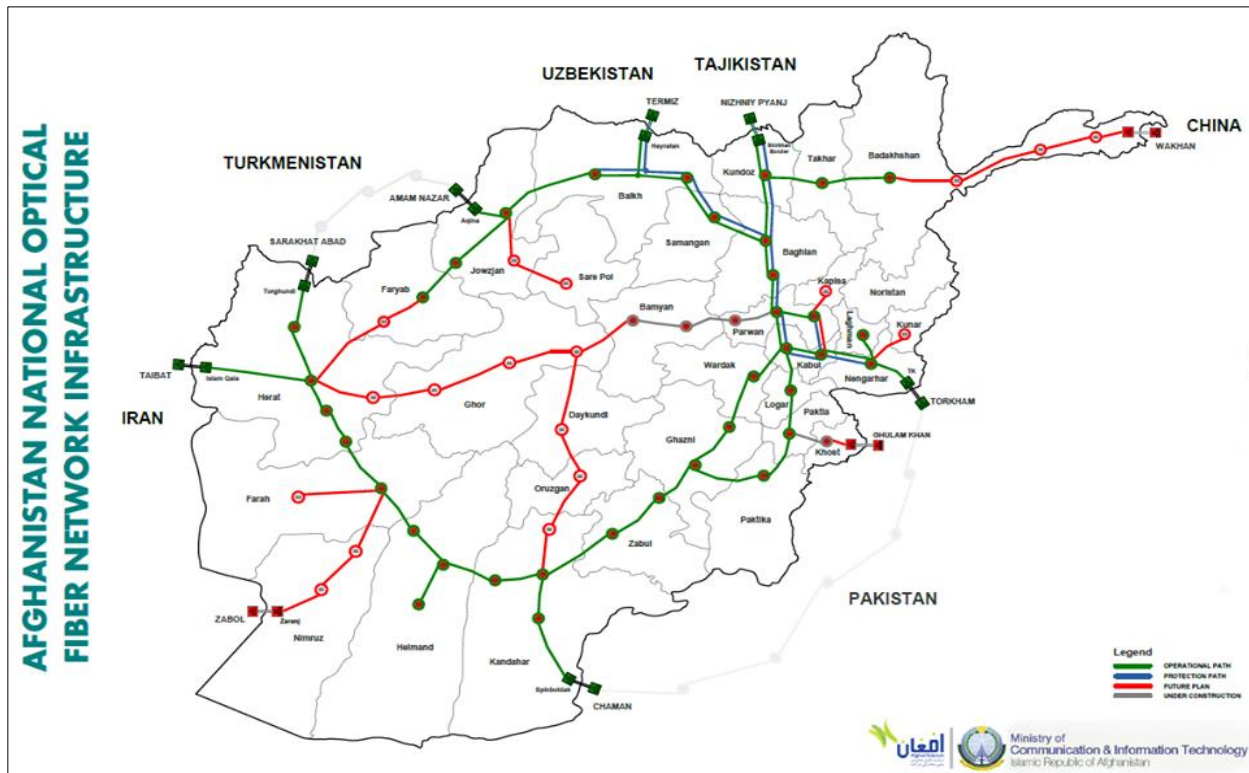 AFGHANISTAN NATIONAL OPTICAL
FIBER NETWORK INFRASTRUCTURE
UZBEKISTAN
TAJIKISTAN
TERMIZ
NIZHNIY PYANJ
CHINA
WAKHAN
Hayratan
Shirkhan
Bander
Takhar
Badakhshan
Kundoz
TURKMENISTAN
AMAM NAZAR
Aqina
Balkh
SARAKHAT ABAD
Samangan
Baghlan
Torghundi
Jowzjan
Sare Pol
Faryab
Kapisa
Noristan
Bamyan
Parwan
Laghman
Kunar
TAIBAT
Islam Qala
Wardak
Kabul
Nengarhar
TK
TORKHAM
Herat
IRAN
Ghor
Daykundi
Logar
Paktia
GHULAM KHAN
Ghazni
Khost
Farah
Oruzgan
Paktika
Zabul
ZABOL
Zaranj
PAKISTAN
Nimruz
Helmand
Kandahar
Spinboldak
CHAMAN
Legend
OPERATIONAL PATH
PROTECTION PATH
FUTURE PLAN
UNDER CONSTRUCTION
افغان
Ministry of
Communication & Information Technology
Islamic Republic of Afghanistan